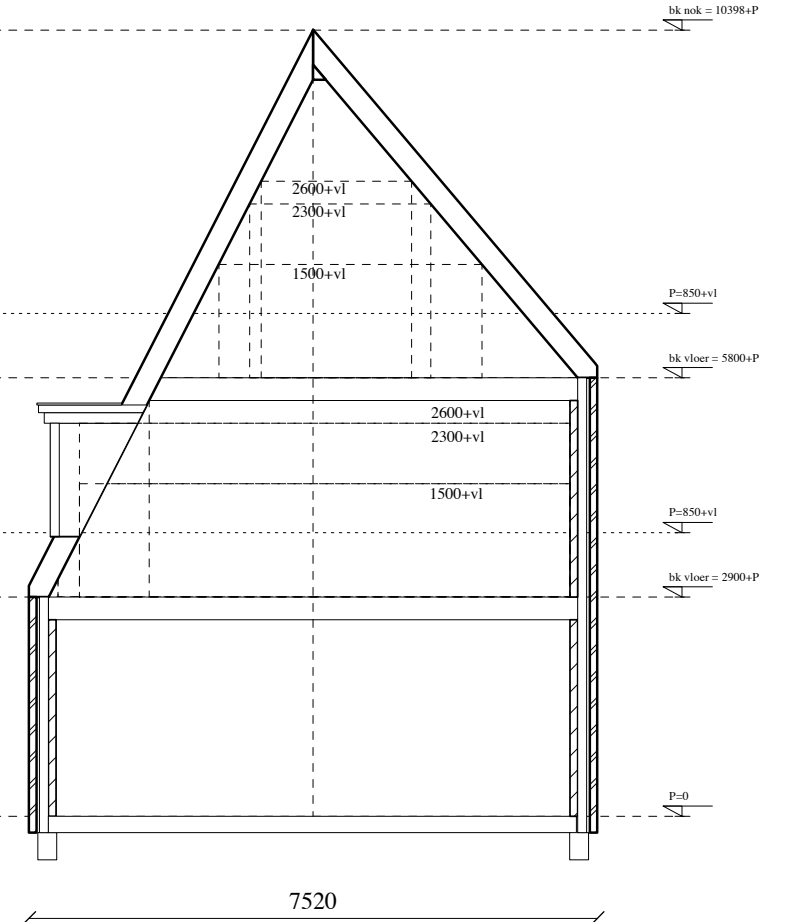 bk nok = 10398+P
2600+vl
2300+vl
1500+vl
P=850+vl
bk vloer = 5800+P
2600+vl
2300+vl
1500+vl
P=850+vl
bk vloer = 2900+P
P=0
7520